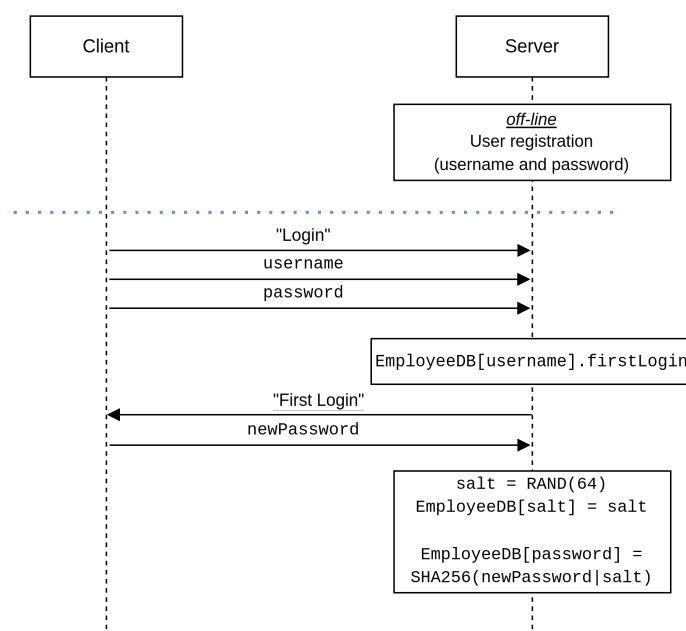 Client
Server
off-line
User registration
(username and password)
"Login"
username
password
EmployeeDB[username].firstLogin
"First Login"
newPassword
salt = RAND(64)
EmployeeDB[salt] = salt
EmployeeDB[password] =
SHA256(newPassword|salt)